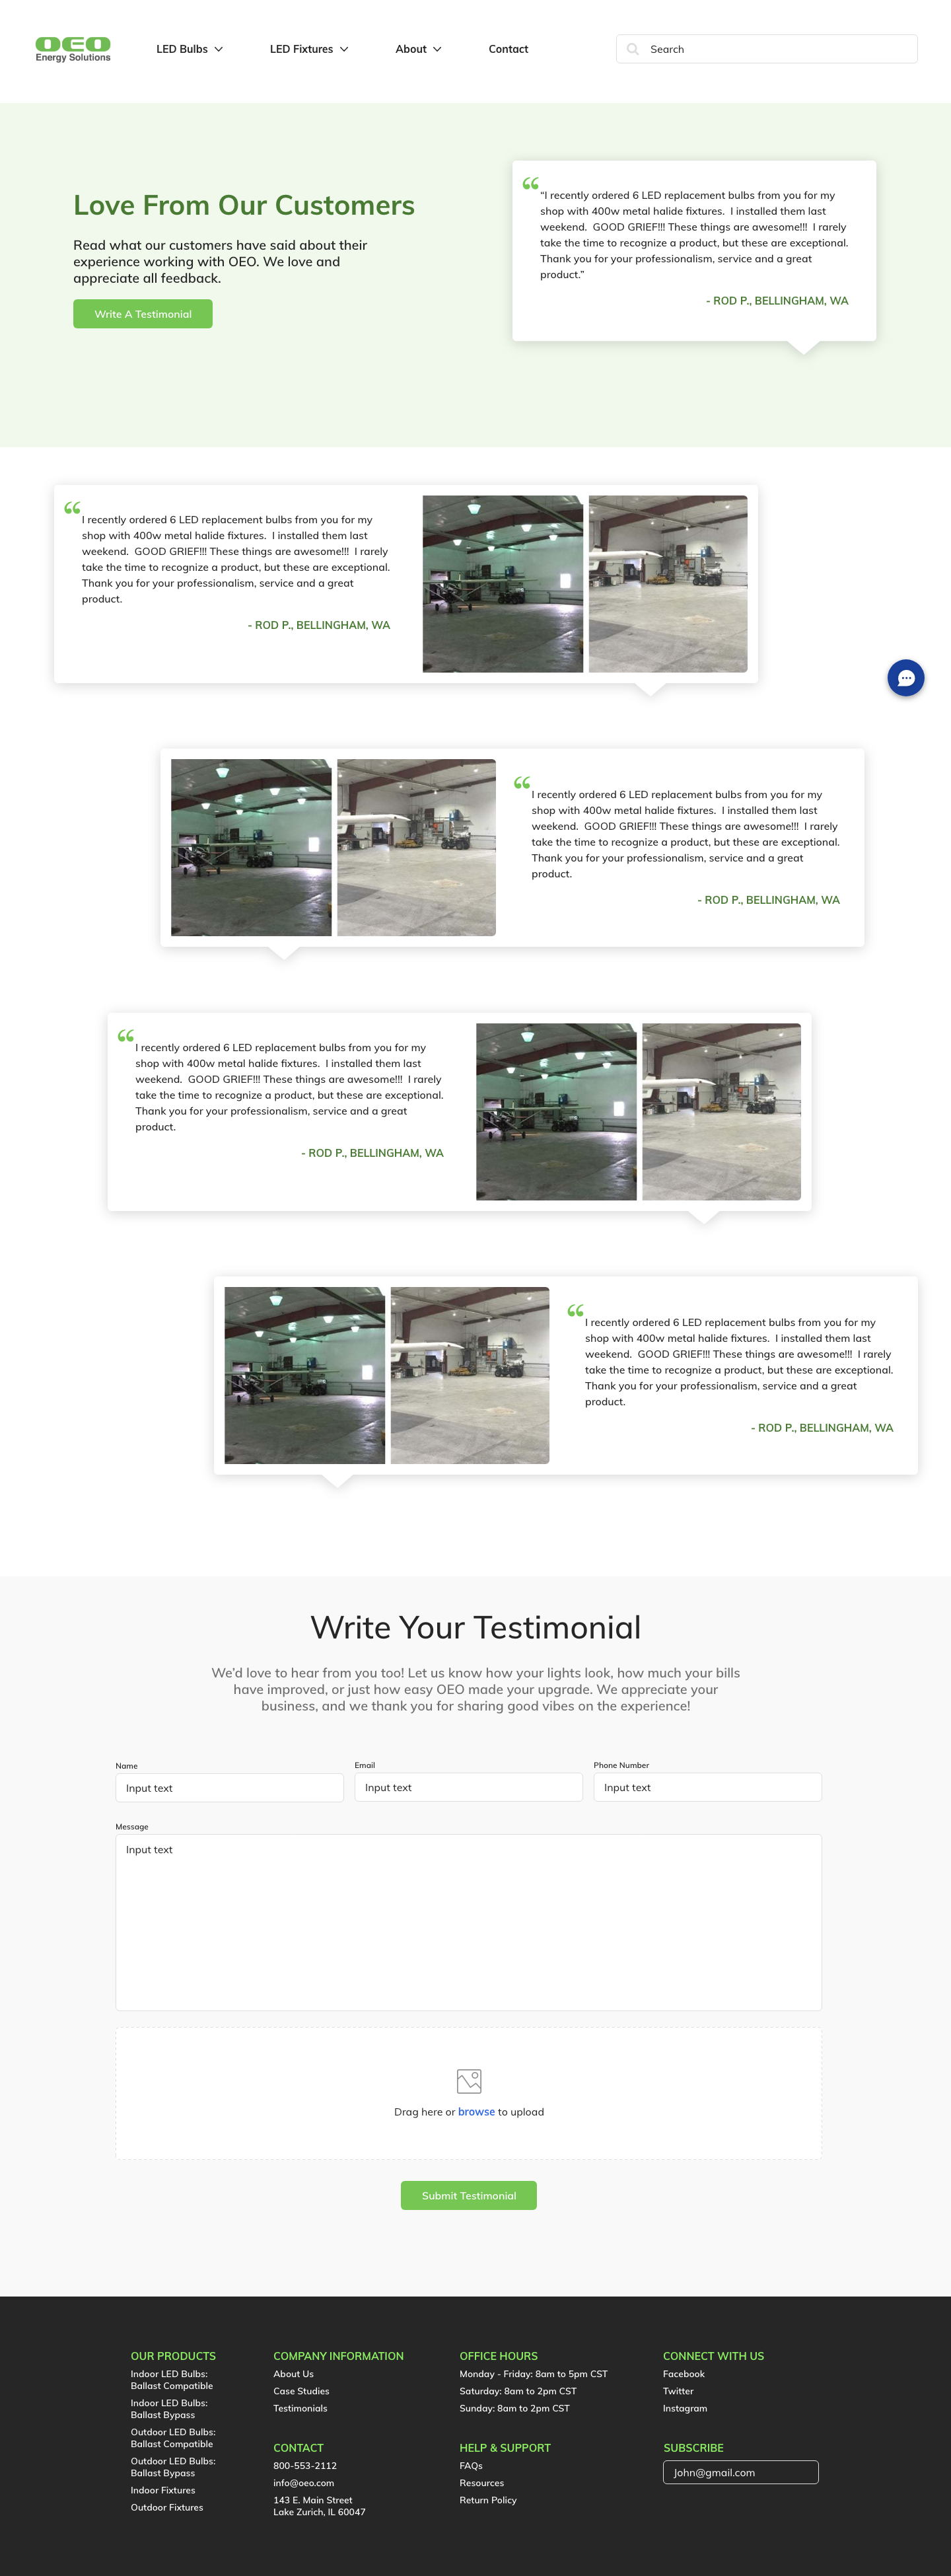 OEO
Energy Solutions
LED Bulbs
LED Fixtures
About
Contact
Search
Love From Our Customers
Read what our customers have said about their
experience working with OEO. We love and
appreciate all feedback.
Write A Testimonial
“
“I recently ordered 6 LED replacement bulbs from you for my
shop with 400w metal halide fixtures.  I installed them last
weekend.  GOOD GRIEF!!! These things are awesome!!!  I rarely
take the time to recognize a product, but these are exceptional.
Thank you for your professionalism, service and a great
product.”
- ROD P., BELLINGHAM, WA
“
I recently ordered 6 LED replacement bulbs from you for my
shop with 400w metal halide fixtures.  I installed them last
weekend.  GOOD GRIEF!!! These things are awesome!!!  I rarely
take the time to recognize a product, but these are exceptional.
Thank you for your professionalism, service and a great
product.
- ROD P., BELLINGHAM, WA
“
I recently ordered 6 LED replacement bulbs from you for my
shop with 400w metal halide fixtures.  I installed them last
weekend.  GOOD GRIEF!!! These things are awesome!!!  I rarely
take the time to recognize a product, but these are exceptional.
Thank you for your professionalism, service and a great
product.
- ROD P., BELLINGHAM, WA
“
I recently ordered 6 LED replacement bulbs from you for my
shop with 400w metal halide fixtures.  I installed them last
weekend.  GOOD GRIEF!!! These things are awesome!!!  I rarely
take the time to recognize a product, but these are exceptional.
Thank you for your professionalism, service and a great
product.
- ROD P., BELLINGHAM, WA
“
I recently ordered 6 LED replacement bulbs from you for my
shop with 400w metal halide fixtures.  I installed them last
weekend.  GOOD GRIEF!!! These things are awesome!!!  I rarely
take the time to recognize a product, but these are exceptional.
Thank you for your professionalism, service and a great
product.
- ROD P., BELLINGHAM, WA
Write Your Testimonial
We’d love to hear from you too! Let us know how your lights look, how much your bills
have improved, or just how easy OEO made your upgrade. We appreciate your
business, and we thank you for sharing good vibes on the experience!
Name
Input text
Email
Input text
Phone Number
Input text
Message
Input text
Drag here or browse to upload
Submit Testimonial
OUR PRODUCTS
Indoor LED Bulbs:
Ballast Compatible
Indoor LED Bulbs:
Ballast Bypass
Outdoor LED Bulbs:
Ballast Compatible
Outdoor LED Bulbs:
Ballast Bypass
Indoor Fixtures
Outdoor Fixtures
COMPANY INFORMATION
About Us
Case Studies
Testimonials
CONTACT
800-553-2112
info@oeo.com
143 E. Main Street
Lake Zurich, IL 60047
OFFICE HOURS
Monday - Friday: 8am to 5pm CST
Saturday: 8am to 2pm CST
Sunday: 8am to 2pm CST
HELP & SUPPORT
FAQs
Resources
Return Policy
CONNECT WITH US
Facebook
Twitter
Instagram
SUBSCRIBE
John@gmail.com